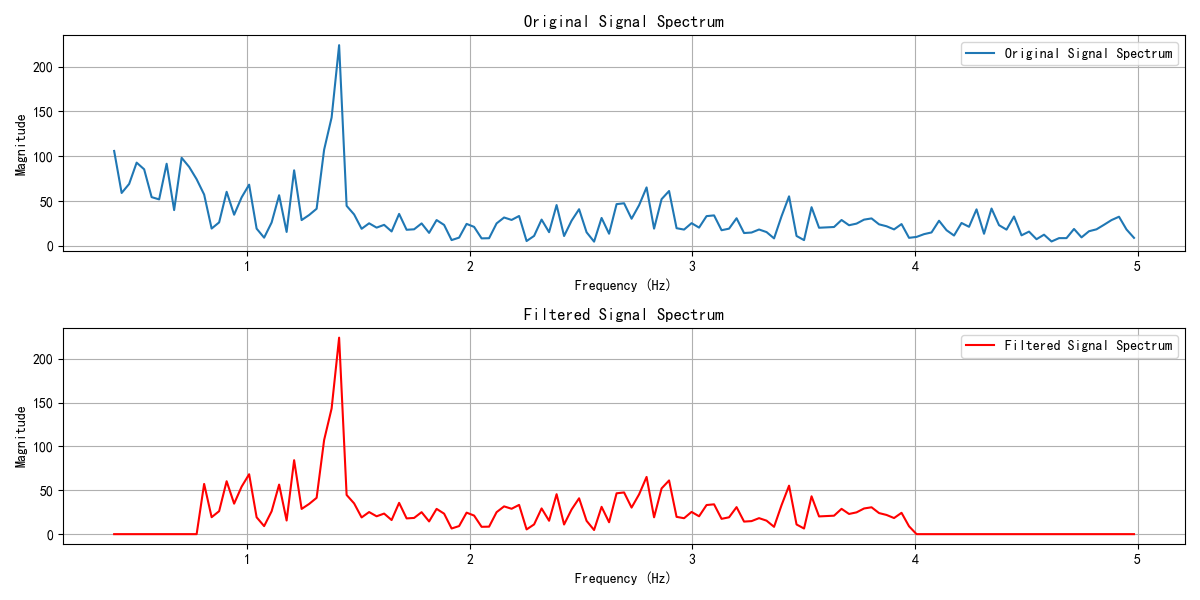 Original Signal Spectrum
Original Signal Spectrum
Magnitude
200
150
100
50
0
1 2 3 4 5
Frequency (Hz)
Filtered Signal Spectrum
Filtered Signal Spectrum
Magnitude
200
150
100
50
0
1 2 3 4 5
Frequency (Hz)